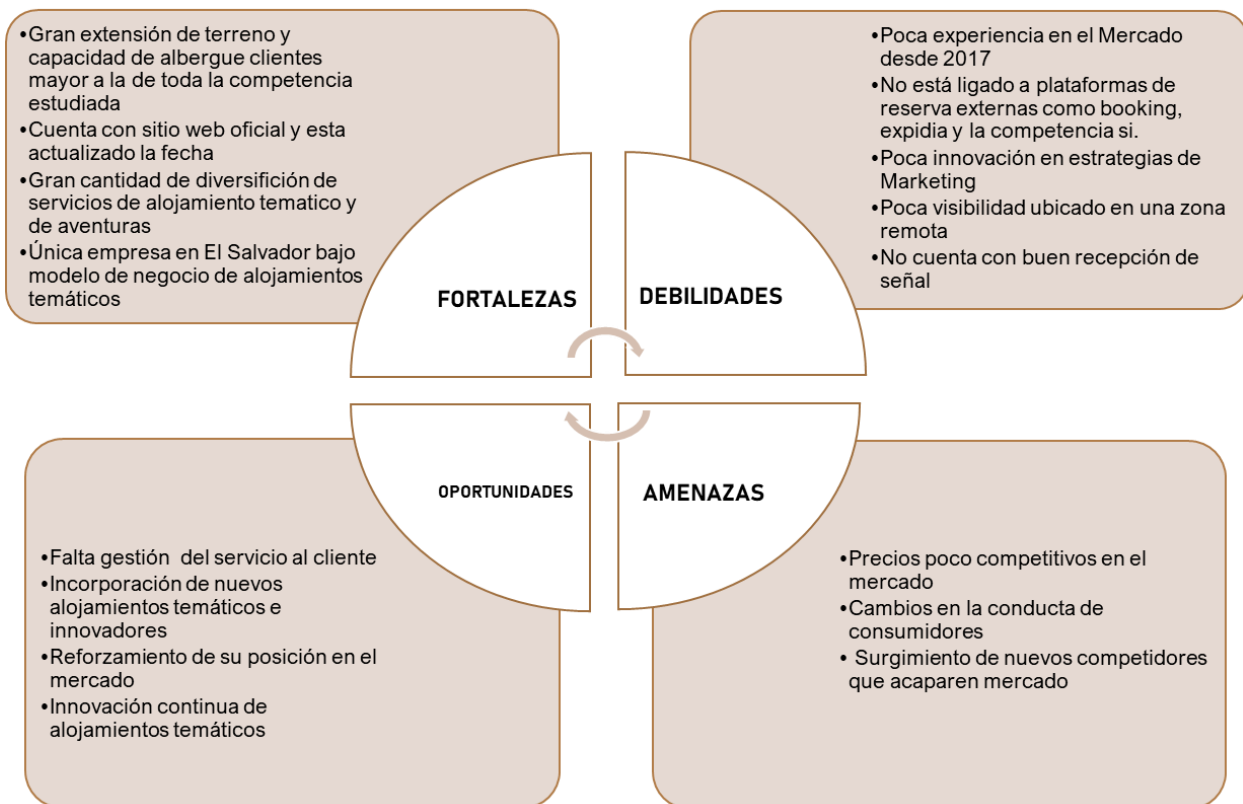 •Gran extensión de terreno y
capacidad de albergue clientes
mayor a la de toda la competencia
estudiada
•Cuenta con sitio web oficial y esta
actualizado la fecha
•Gran cantidad de diversifición de
servicios de alojamiento tematico y
de aventuras
•Única empresa en El Salvador bajo
modelo de negocio de alojamientos
temáticos
FORTALEZAS
•Poca experiencia en el Mercado
desde 2017
•No está ligado a plataformas de
reserva externas como booking,
expidia y la competencia si.
•Poca innovación en estrategias de
Marketing
•Poca visibilidad ubicado en una zona
remota
•No cuenta con buen recepción de
señal
DEBILIDADES
OPORTUNIDADES
•Falta gestión  del servicio al cliente
•Incorporación de nuevos
alojamientos temáticos e
innovadores
•Reforzamiento de su posición en el
mercado
•Innovación continua de
alojamientos temáticos
AMENAZAS
•Precios poco competitivos en el
mercado
•Cambios en la conducta de
consumidores
• Surgimiento de nuevos competidores
que acaparen mercado